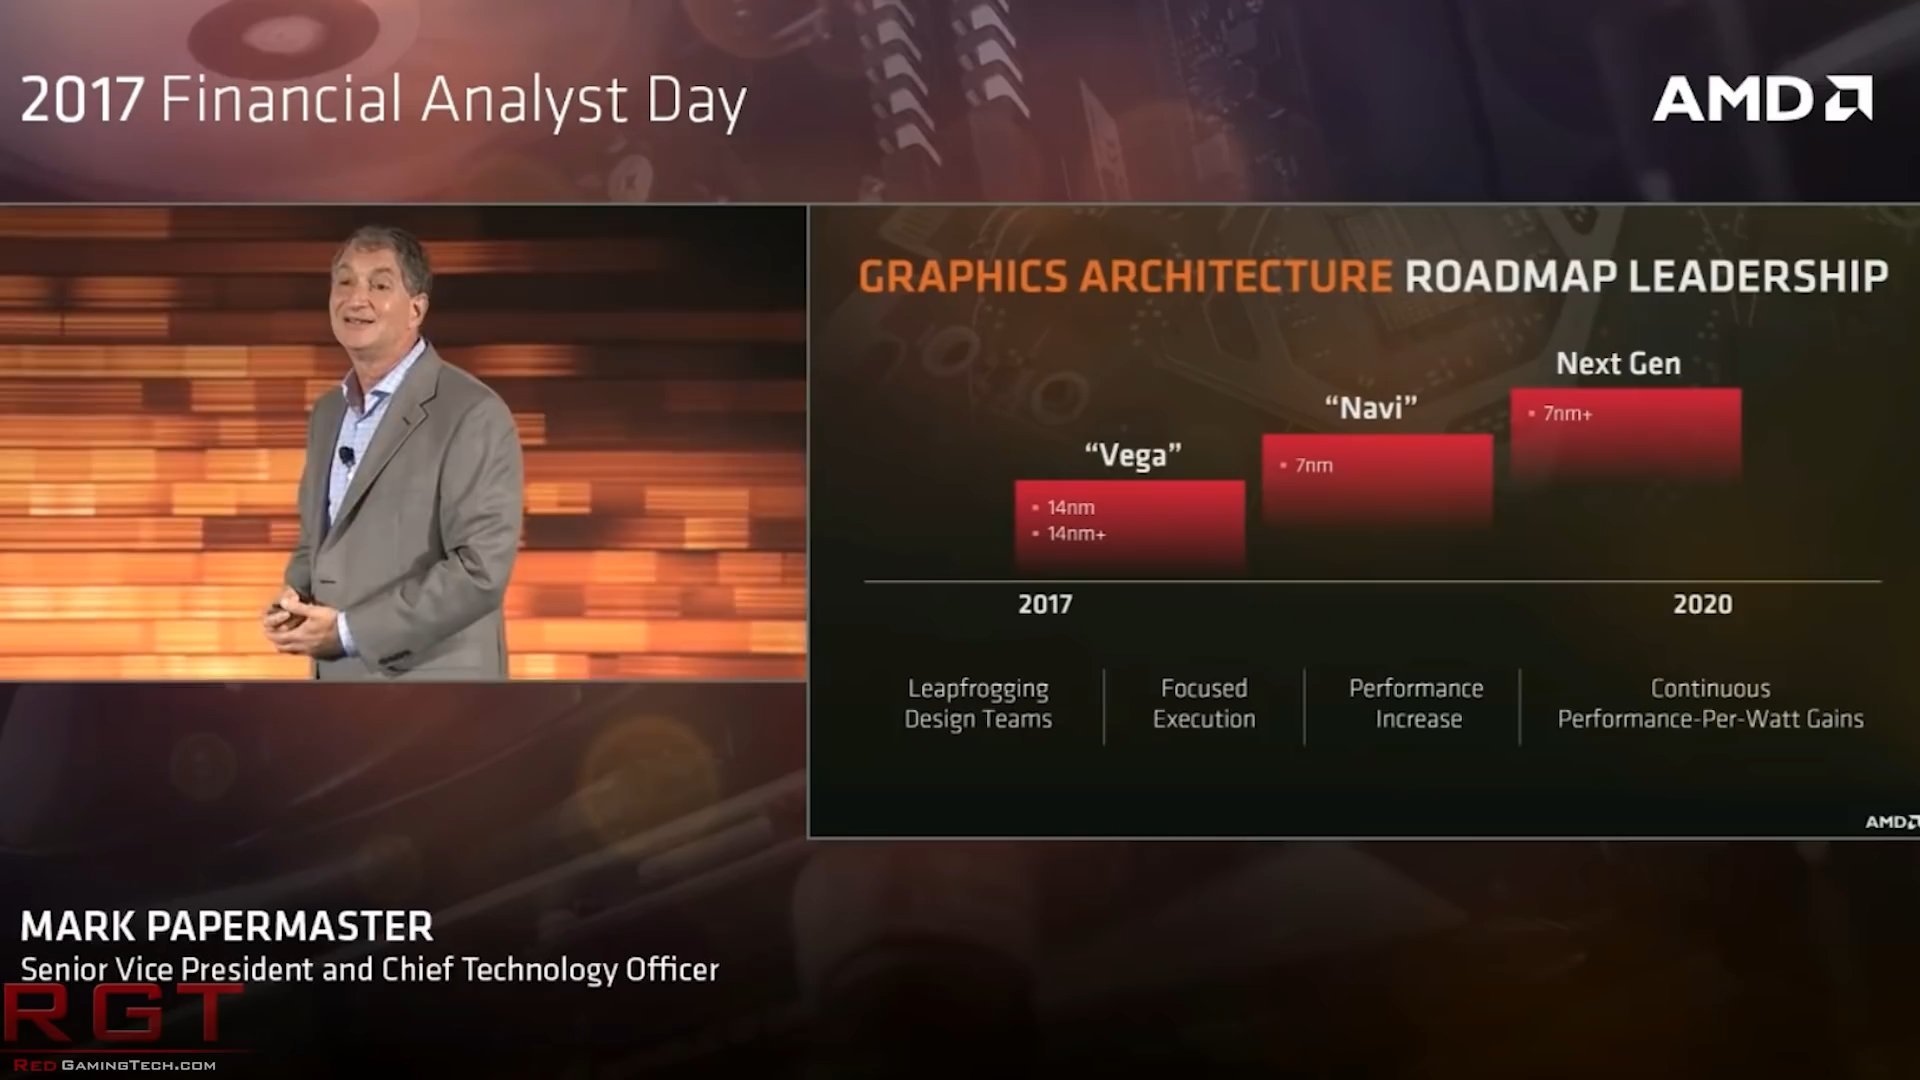 2017 Financial Analyst Day
AMD
GRAPHICS ARCHITECTURE ROADMAP LEADERSHIP
"Vega"
▪ 14nm
▪ 14nm+
"Navi"
▪ 7nm
Next Gen
▪ 7nm+
2017
2020
Leapfrogging
Design Teams
Focused
Execution
Performance
Increase
Continuous
Performance-Per-Watt Gains
AMD
MARK PAPERMASTER
Senior Vice President and Chief Technology Officer
RGT
REDGAMINGTECH.COM